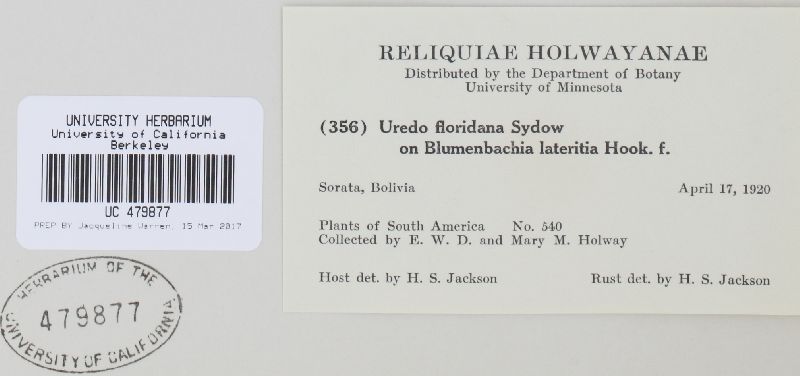 RELIQUIAE HOLWAYANAE
Distributed by the Department of Botany
University of Minnesota
(356) Uredo floridana Sydow
on Blumenbachia lateritia Hook. f.
Sorata, Bolivia April 17, 1920
Plants of South America No. 540
Collected by E. W. D. and Mary M. Holway
Host det. by H. S. Jackson Rust det. by H. S. Jackson
UNIVERSITY HERBARIUM
University of California
Berkeley
UC 479877
PREP BY Jacqueline Warren, 15 Mar 2017
HERBARIUM OF THE
479877
UNIVERSITY OF CALIFORNIA